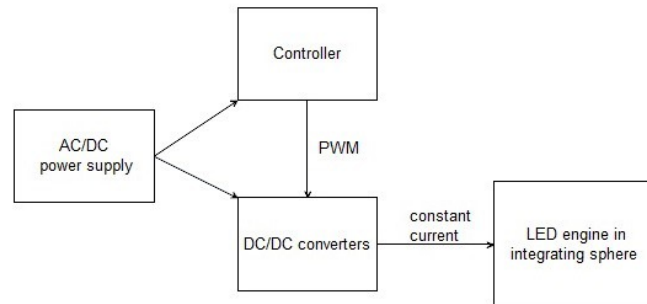 Controller
AC/DC
power supply
PWM
DC/DC converters
constant
current
LED engine in
integrating sphere